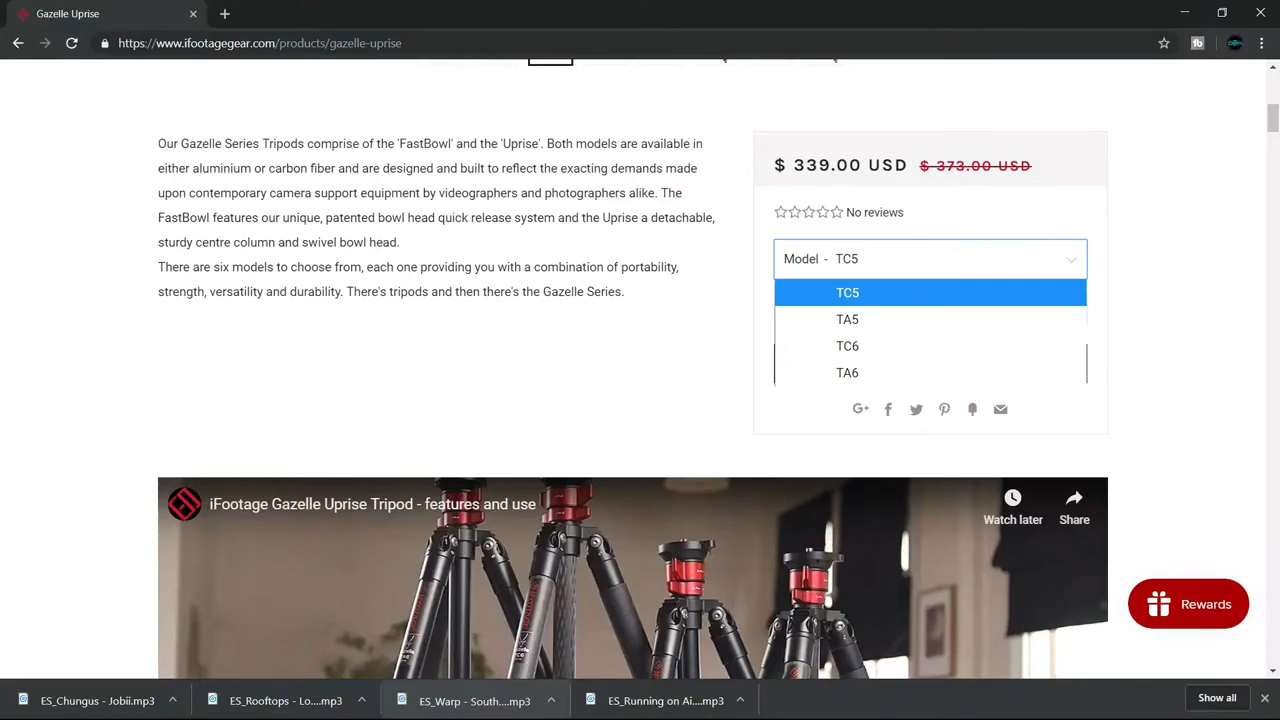 Gazelle Uprise
https://www.ifootagegear.com/products/gazelle-uprise
Our Gazelle Series Tripods comprise of the 'FastBowl' and the 'Uprise'. Both models are available in
either aluminium or carbon fiber and are designed and built to reflect the exacting demands made
upon contemporary camera support equipment by videographers and photographers alike. The
FastBowl features our unique, patented bowl head quick release system and the Uprise a detachable,
sturdy centre column and swivel bowl head.
There are six models to choose from, each one providing you with a combination of portability,
strength, versatility and durability. There's tripods and then there's the Gazelle Series.
$ 339.00 USD $ 373.00 USD
No reviews
Model - TC5
TC5
TA5
TC6
TA6
iFootage Gazelle Uprise Tripod - features and use
Watch later
Share
Rewards
ES_Chungus - Jobii.mp3
ES_Rooftops - Lo....mp3
ES_Warp - South....mp3
ES_Running on Ai....mp3
Show all